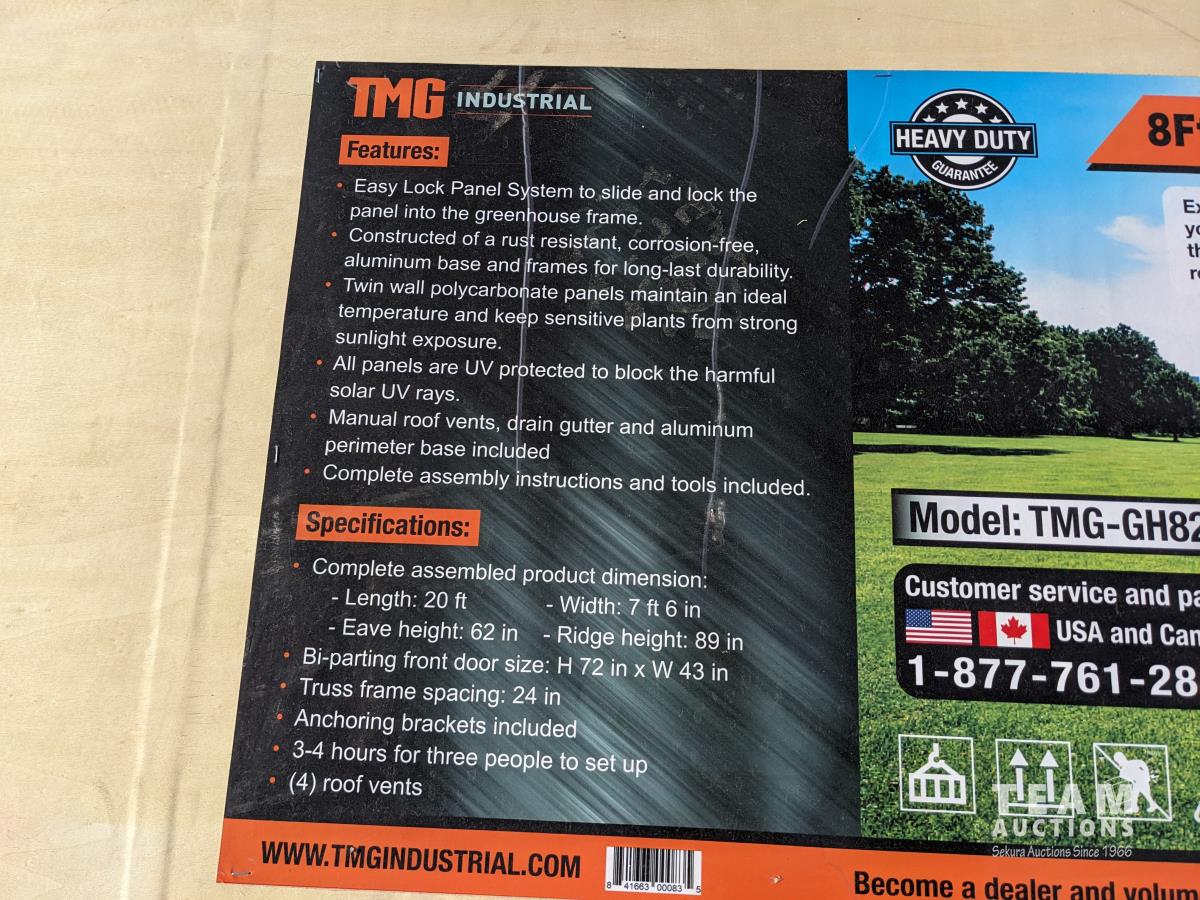 TMG INDUSTRIAL
Features:
• Easy Lock Panel System to slide and lock the
panel into the greenhouse frame.
• Constructed of a rust resistant, corrosion-free,
aluminum base and frames for long-last durability.
• Twin wall polycarbonate panels maintain an ideal
temperature and keep sensitive plants from strong
sunlight exposure.
• All panels are UV protected to block the harmful
solar UV rays.
• Manual roof vents, drain gutter and aluminum
perimeter base included
• Complete assembly instructions and tools included.
Specifications:
• Complete assembled product dimension:
- Length: 20 ft - Width: 7 ft 6 in
- Eave height: 62 in - Ridge height: 89 in
• Bi-parting front door size: H 72 in x W 43 in
• Truss frame spacing: 24 in
• Anchoring brackets included
• 3-4 hours for three people to set up
• (4) roof vents
WWW.TMGINDUSTRIAL.COM
8 41663 00083 5
HEAVY DUTY
GUARANTEE
8F
Model: TMG-GH82
Customer service and pa
USA and Can
1-877-761-28
TEAM
AUCTIONS
Sekura Auctions Since 1966
Become a dealer and volum